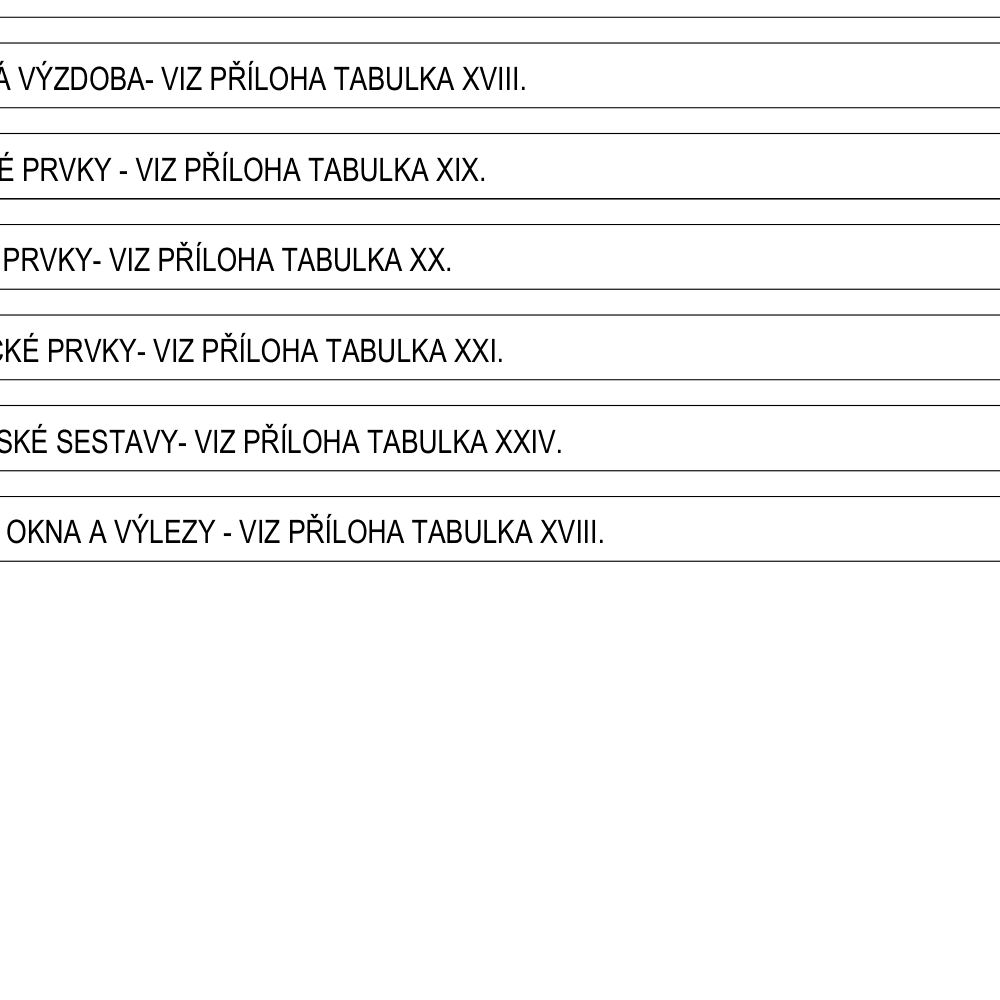 Á VÝZDOBA- VIZ PŘÍLOHA TABULKA XVIII.
É PRVKY - VIZ PŘÍLOHA TABULKA XIX.
PRVKY- VIZ PŘÍLOHA TABULKA XX.
CKÉ PRVKY- VIZ PŘÍLOHA TABULKA XXI.
SKÉ SESTAVY- VIZ PŘÍLOHA TABULKA XXIV.
OKNA A VÝLEZY - VIZ PŘÍLOHA TABULKA XVIII.